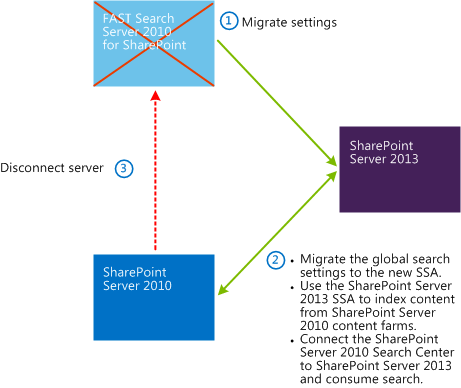 FAST Search
Server 2010
for SharePoint
1 Migrate settings
SharePoint
Server 2013
Disconnect server 3
SharePoint
Server 2010
2 • Migrate the global search
settings to the new SSA.
• Use the SharePoint Server
2013 SSA to index content
from SharePoint Server
2010 content farms.
• Connect the SharePoint
Server 2010 Search Center
to SharePoint Server 2013
and consume search.